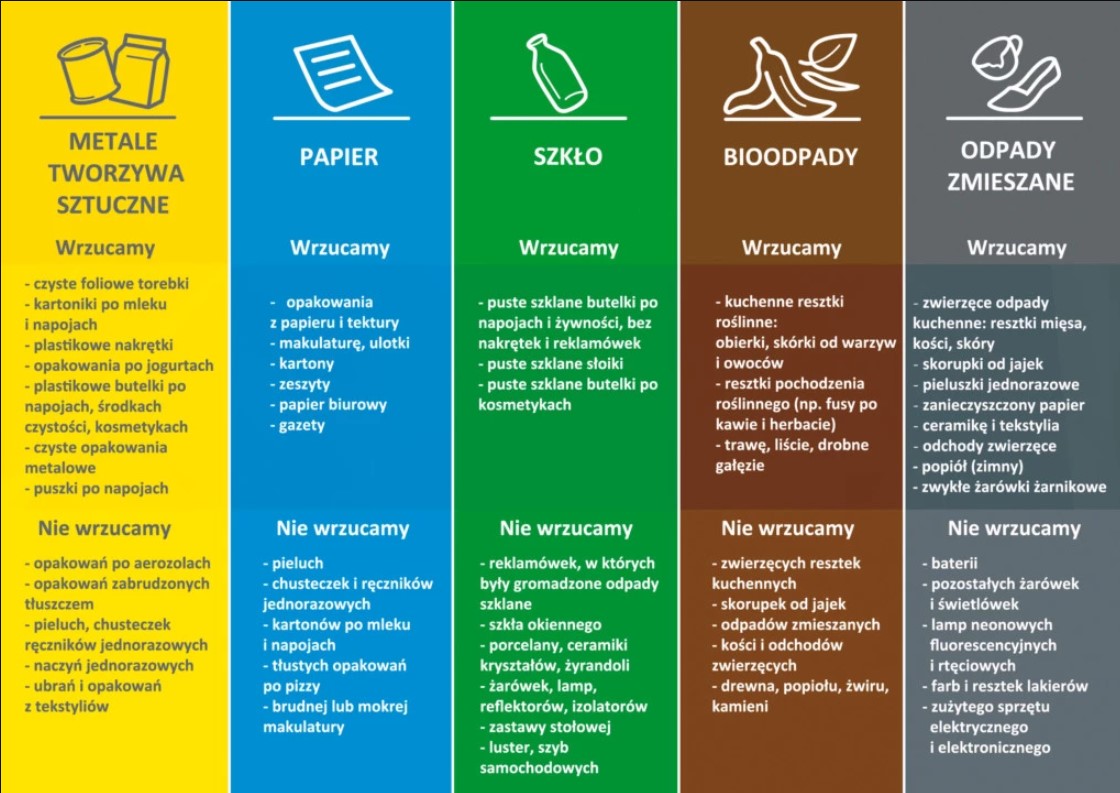 METALE
TWORZYWA
SZTUCZNE
Wrzucamy
- czyste foliowe torebki
- kartoniki po mleku
i napojach
- plastikowe nakrętki
- opakowania po jogurtach
- plastikowe butelki po
napojach, środkach
czystości, kosmetykach
- czyste opakowania
metalowe
- puszki po napojach
Nie wrzucamy
- opakowań po aerozolach
- opakowań zabrudzonych
tłuszczem
- pieluch, chusteczek
ręczników jednorazowych
- naczyń jednorazowych
- ubrań i opakowań
z tekstyliów
PAPIER
Wrzucamy
- opakowania
z papieru i tektury
- makulaturę, ulotki
- kartony
- zeszyty
- papier biurowy
- gazety
Nie wrzucamy
- pieluch
- chusteczek i ręczników
jednorazowych
- kartonów po mleku
i napojach
- tłustych opakowań
po pizzy
- brudnej lub mokrej
makulatury
SZKŁO
Wrzucamy
- puste szklane butelki po
napojach i żywności, bez
nakrętek i reklamówek
- puste szklane słoiki
- puste szklane butelki po
kosmetykach
Nie wrzucamy
- reklamówek, w których
były gromadzone odpady
szklane
- szkła okiennego
- porcelany, ceramiki
kryształów, żyrandoli
- żarówek, lamp,
reflektorów, izolatorów
- zastawy stołowej
- luster, szyb
samochodowych
BIOODPADY
Wrzucamy
- kuchenne resztki
roślinne:
obierki, skórki od warzyw
i owoców
- resztki pochodzenia
roślinnego (np. fusy po
kawie i herbacie)
- trawę, liście, drobne
gałęzie
Nie wrzucamy
- zwierzęcych resztek
kuchennych
- skorupek od jajek
- odpadów zmieszanych
- kości i odchodów
zwierzęcych
- drewna, popiołu, żwiru,
kamieni
ODPADY
ZMIESZANE
Wrzucamy
- zwierzęce odpady
kuchenne: resztki mięsa,
kości, skóry
- skorupki od jajek
- pieluszki jednorazowe
- zanieczyszczony papier
- ceramikę i tekstylia
- odchody zwierzęce
- popiół (zimny)
- zwykłe żarówki żarnikowe
Nie wrzucamy
- baterii
- pozostałych żarówek
i świetlówek
- lamp neonowych
fluorescencyjnych
i rtęciowych
- farb i resztek lakierów
- zużytego sprzętu
elektrycznego
i elektronicznego